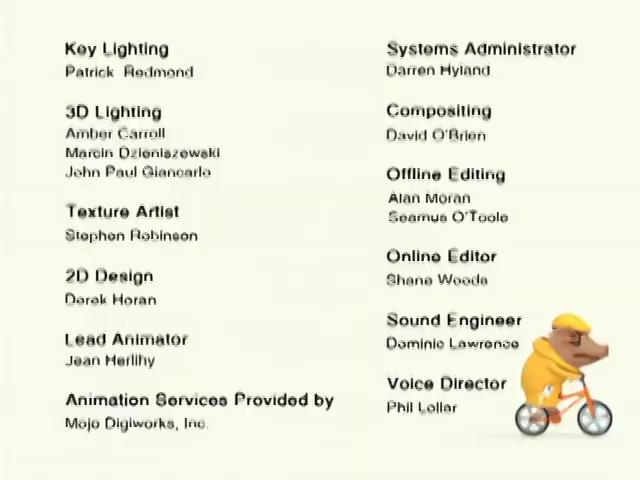 Key Lighting
Patrick Redmond
3D Lighting
Amber Carroll
Marcin Dzieniszewski
John Paul Giancarlo
Texture Artist
Stephen Robinson
2D Design
Derek Horan
Lead Animator
Jean Herlihy
Animation Services Provided by
Mojo Digiworks, Inc.
Systems Administrator
Darren Hyland
Compositing
David O'Brien
Offline Editing
Alan Moran
Seamus O'Toole
Online Editor
Shane Woods
Sound Engineer
Dominic Lawrence
Voice Director
Phil Lollar